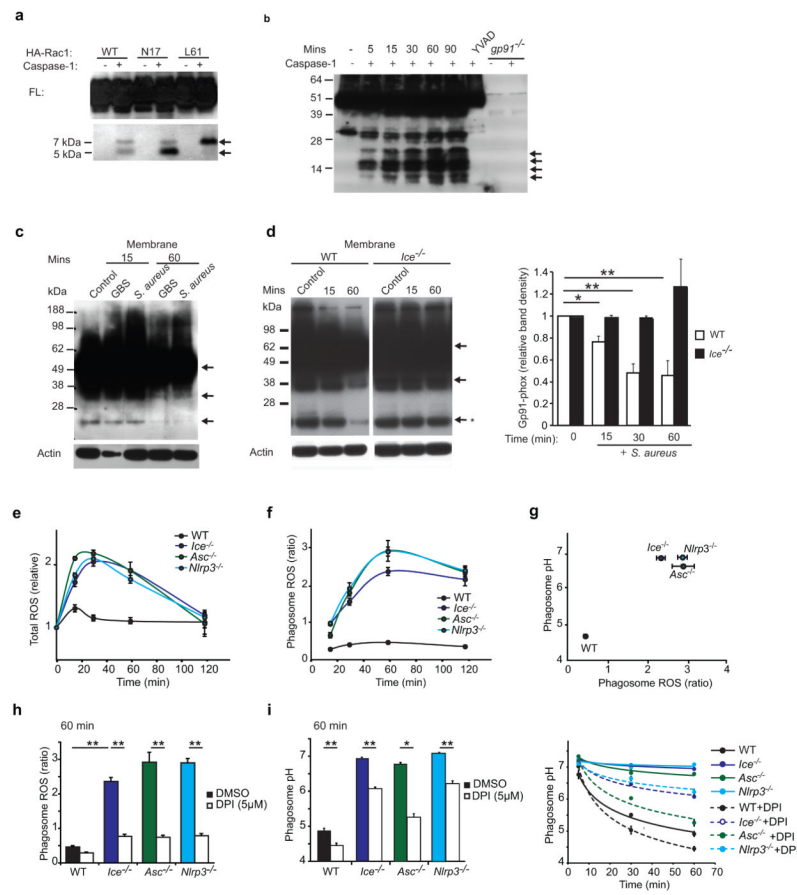 a
HA-Rac1: WT N17 L61
Caspase-1: - + - + - +
FL:
7 kDa
5 kDa
b
Mins - 5 15 30 60 90 YVAD gp91-/-
Caspase-1 + + + + + + - +
64
51
39
28
14
c
Membrane
Mins 15 60
kDa Control GBS S. aureus GBS S. aureus
188
98
62
49
38
28
Actin
d
Membrane
WT Ice-/-
Mins Control 15 60 Control 15 60
kDa
98
62
49
38
28
*
Actin
Gp91-phox (relative band density)
1.4
1.2
1
0.8
0.6
0.4
0.2
0
**
**
*
WT
Ice-/-
Time (min): 0 15 30 60
+ S. aureus
e
Total ROS (relative)
2
1
WT
Ice-/-
Asc-/-
Nlrp3-/-
0 20 40 60 80 100 120
Time (min)
f
Phagosome ROS (ratio)
4
3
2
1
0
WT
Ice-/-
Asc-/-
Nlrp3-/-
0 20 40 60 80 100 120
Time (min)
g
Phagosome pH
8
7
6
5
4
Ice-/- Nlrp3-/-
Asc-/-
WT
0 1 2 3 4
Phagosome ROS (ratio)
h
60 min
Phagosome ROS (ratio)
3
2
1
0
** ** ** **
DMSO
DPI (5µM)
WT Ice-/- Asc-/- Nlrp3-/-
i
60 min
Phagosome pH
7
6
5
4
** ** * **
DMSO
DPI (5µM)
WT Ice-/- Asc-/- Nlrp3-/-
Phagosome pH
7
6
5
4
0 10 20 30 40 50 60 70
Time (min)
WT
Ice-/-
Asc-/-
Nlrp3-/-
WT+DPI
Ice-/-+DPI
Asc-/-+DPI
Nlrp3-/-+DP